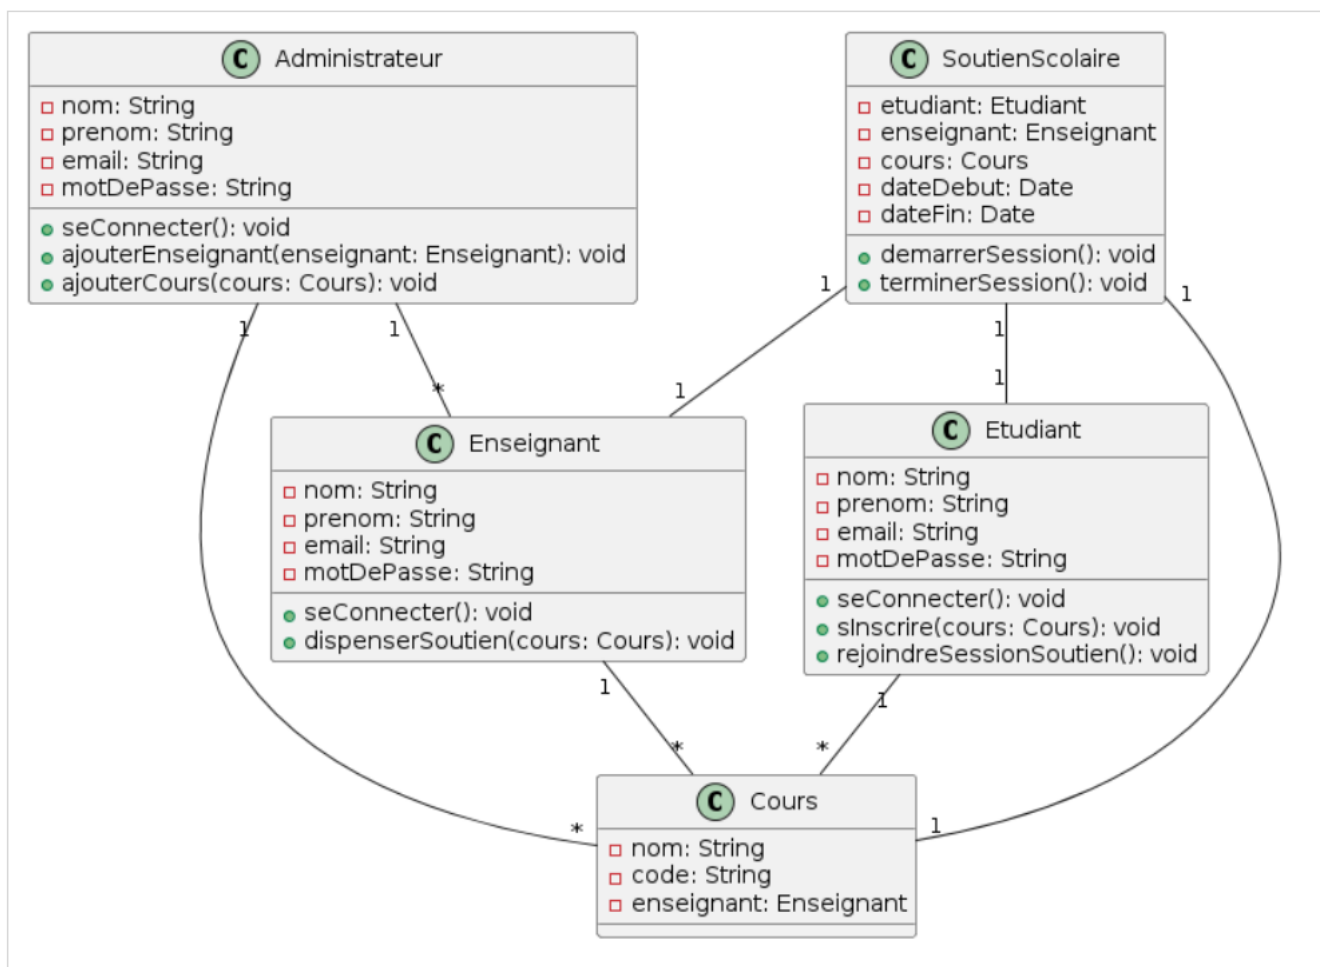 C Administrateur
nom: String
prenom: String
email: String
motDePasse: String
seConnecter(): void
ajouterEnseignant(enseignant: Enseignant): void
ajouterCours(cours: Cours): void
C SoutienScolaire
etudiant: Etudiant
enseignant: Enseignant
cours: Cours
dateDebut: Date
dateFin: Date
demarrerSession(): void
terminerSession(): void
1
1
1
1
1
*
1
1
C Enseignant
nom: String
prenom: String
email: String
motDePasse: String
seConnecter(): void
dispenserSoutien(cours: Cours): void
C Etudiant
nom: String
prenom: String
email: String
motDePasse: String
seConnecter(): void
sInscrire(cours: Cours): void
rejoindreSessionSoutien(): void
1
1
*
*
*
1
C Cours
nom: String
code: String
enseignant: Enseignant